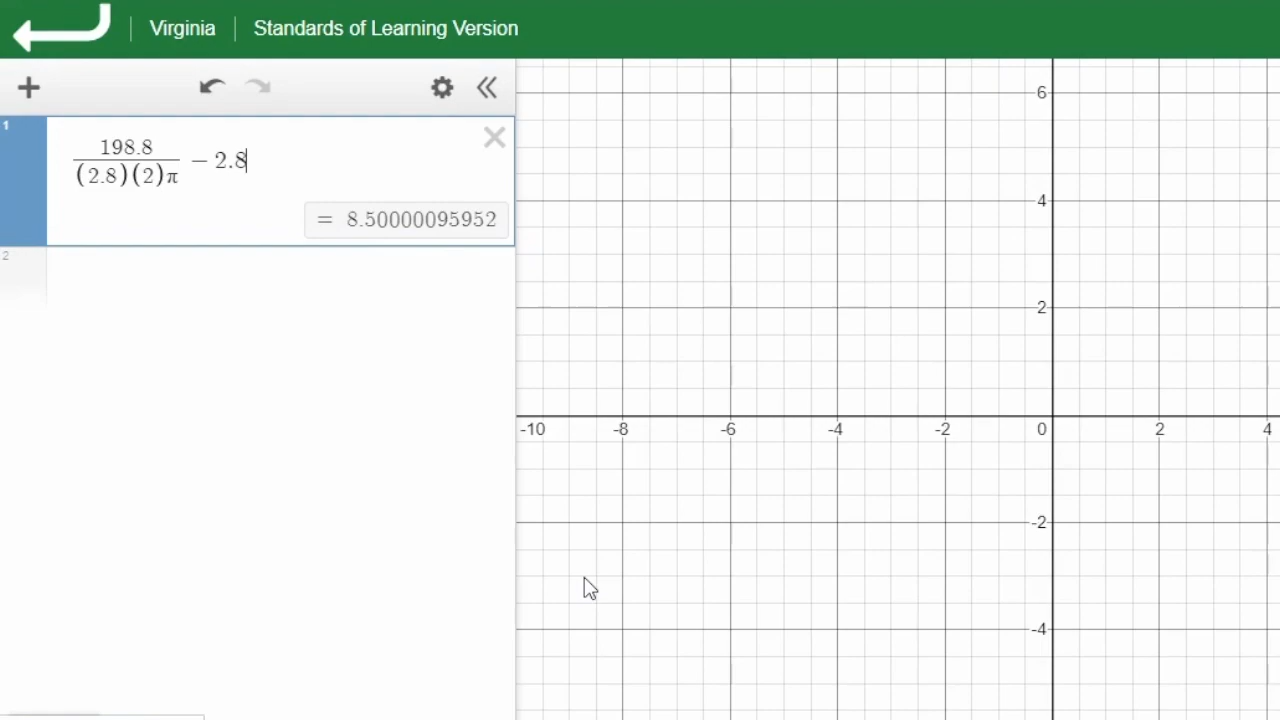 Virginia
Standards of Learning Version
1
198.8
(2.8)(2)π
− 2.8
= 8.50000095952
2
6
4
2
-10 -8 -6 -4 -2 0 2 4
-2
-4